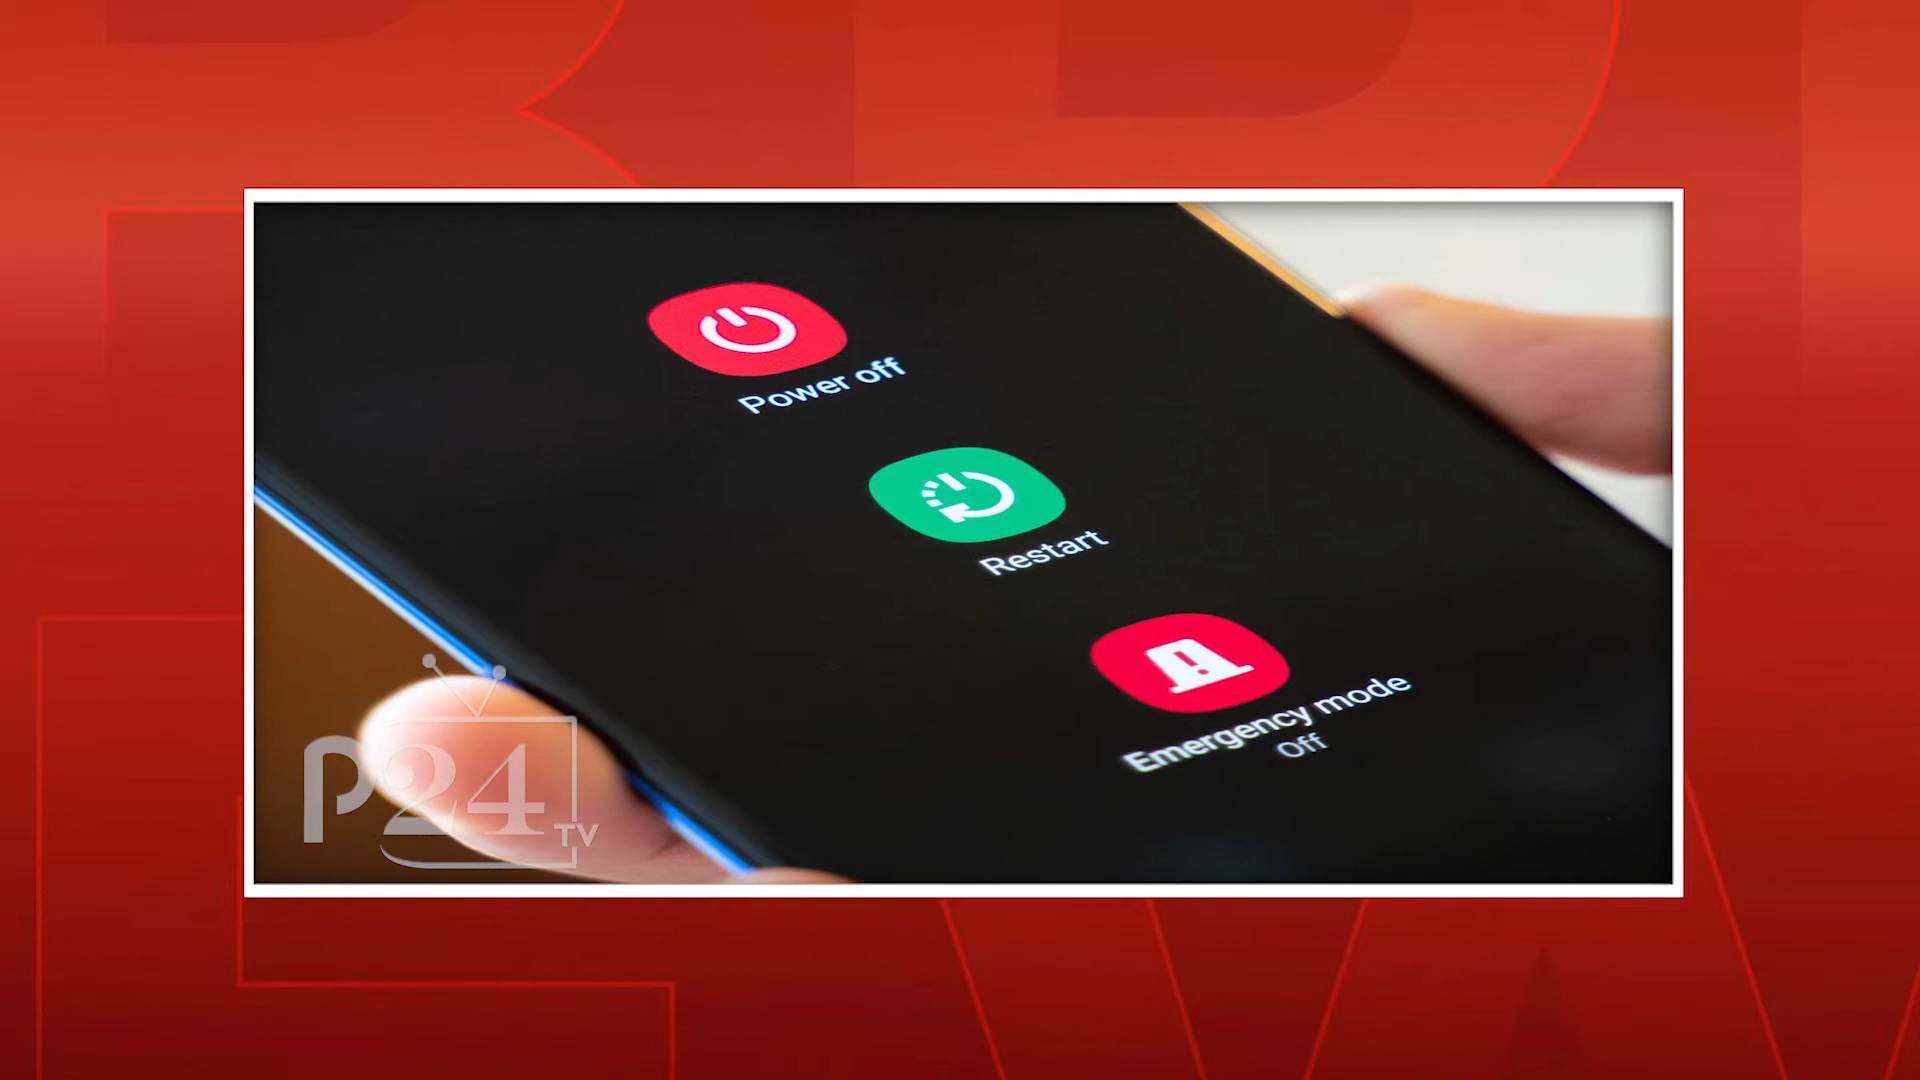 Power off
Restart
Emergency mode
Off
P24
TV